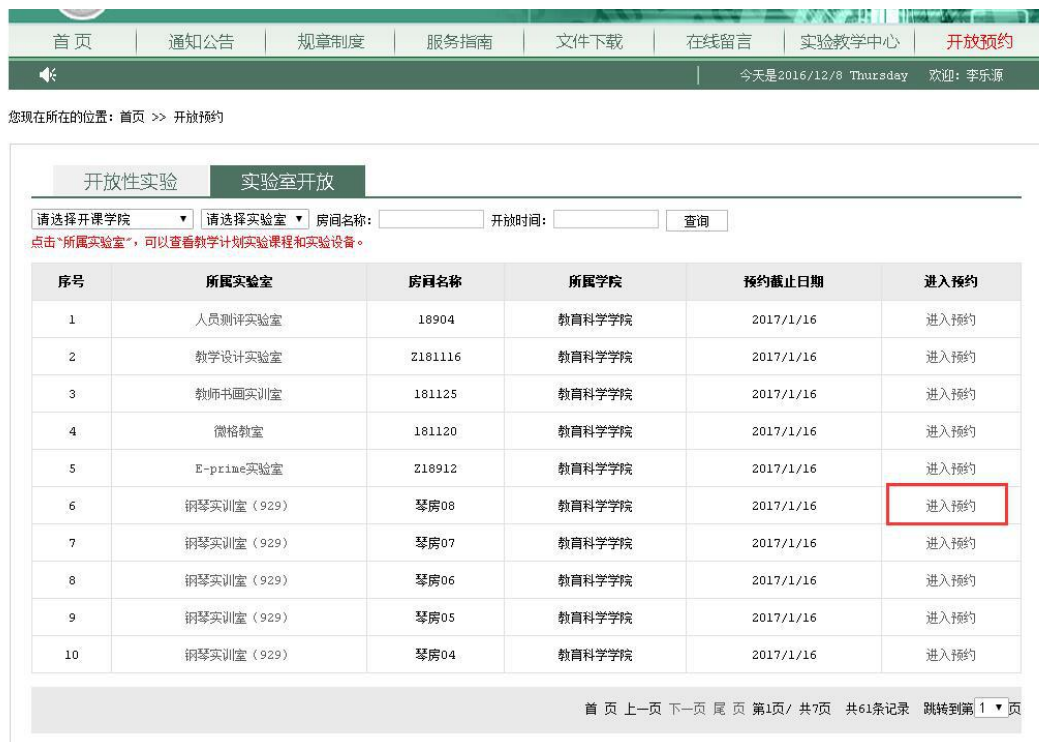 首 页 通知公告 规章制度 服务指南 文件下载 在线留言 实验教学中心 开放预约
今天是2016/12/8 Thursday 欢迎：李乐源
您现在所在的位置：首页 >> 开放预约
开放性实验 实验室开放
请选择开课学院 ▼ 请选择实验室 ▼ 房间名称： 开放时间： 查询
点击“所属实验室”，可以查看教学计划实验课程和实验设备。
序号 所属实验室 房间名称 所属学院 预约截止日期 进入预约
1 人员测评实验室 18904 教育科学学院 2017/1/16 进入预约
2 教学设计实验室 Z181116 教育科学学院 2017/1/16 进入预约
3 教师书画实训室 181125 教育科学学院 2017/1/16 进入预约
4 微格教室 181120 教育科学学院 2017/1/16 进入预约
5 E-prime实验室 Z18912 教育科学学院 2017/1/16 进入预约
6 钢琴实训室（929） 琴房08 教育科学学院 2017/1/16 进入预约
7 钢琴实训室（929） 琴房07 教育科学学院 2017/1/16 进入预约
8 钢琴实训室（929） 琴房06 教育科学学院 2017/1/16 进入预约
9 钢琴实训室（929） 琴房05 教育科学学院 2017/1/16 进入预约
10 钢琴实训室（929） 琴房04 教育科学学院 2017/1/16 进入预约
首 页 上一页 下一页 尾 页 第1页/ 共7页 共61条记录 跳转到第 1 ▼ 页